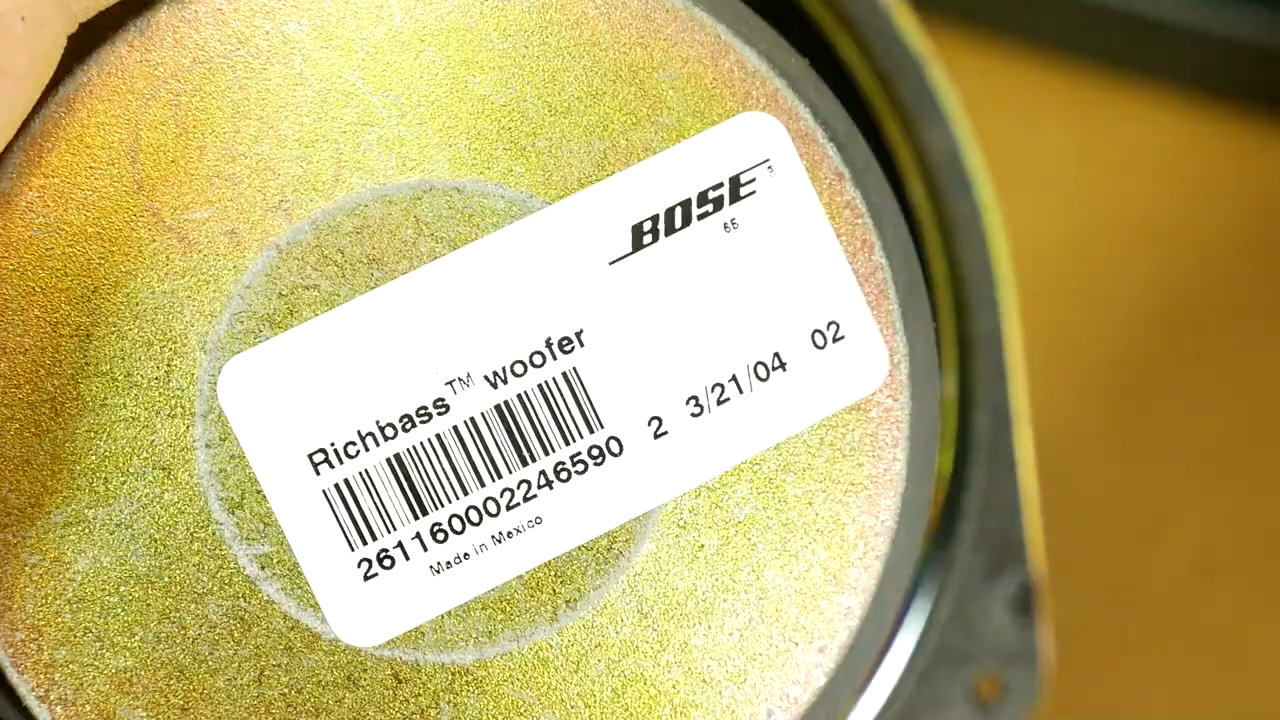 BOSE
65
Richbass™ woofer
261160002246590 2 3/21/04 02
Made in Mexico